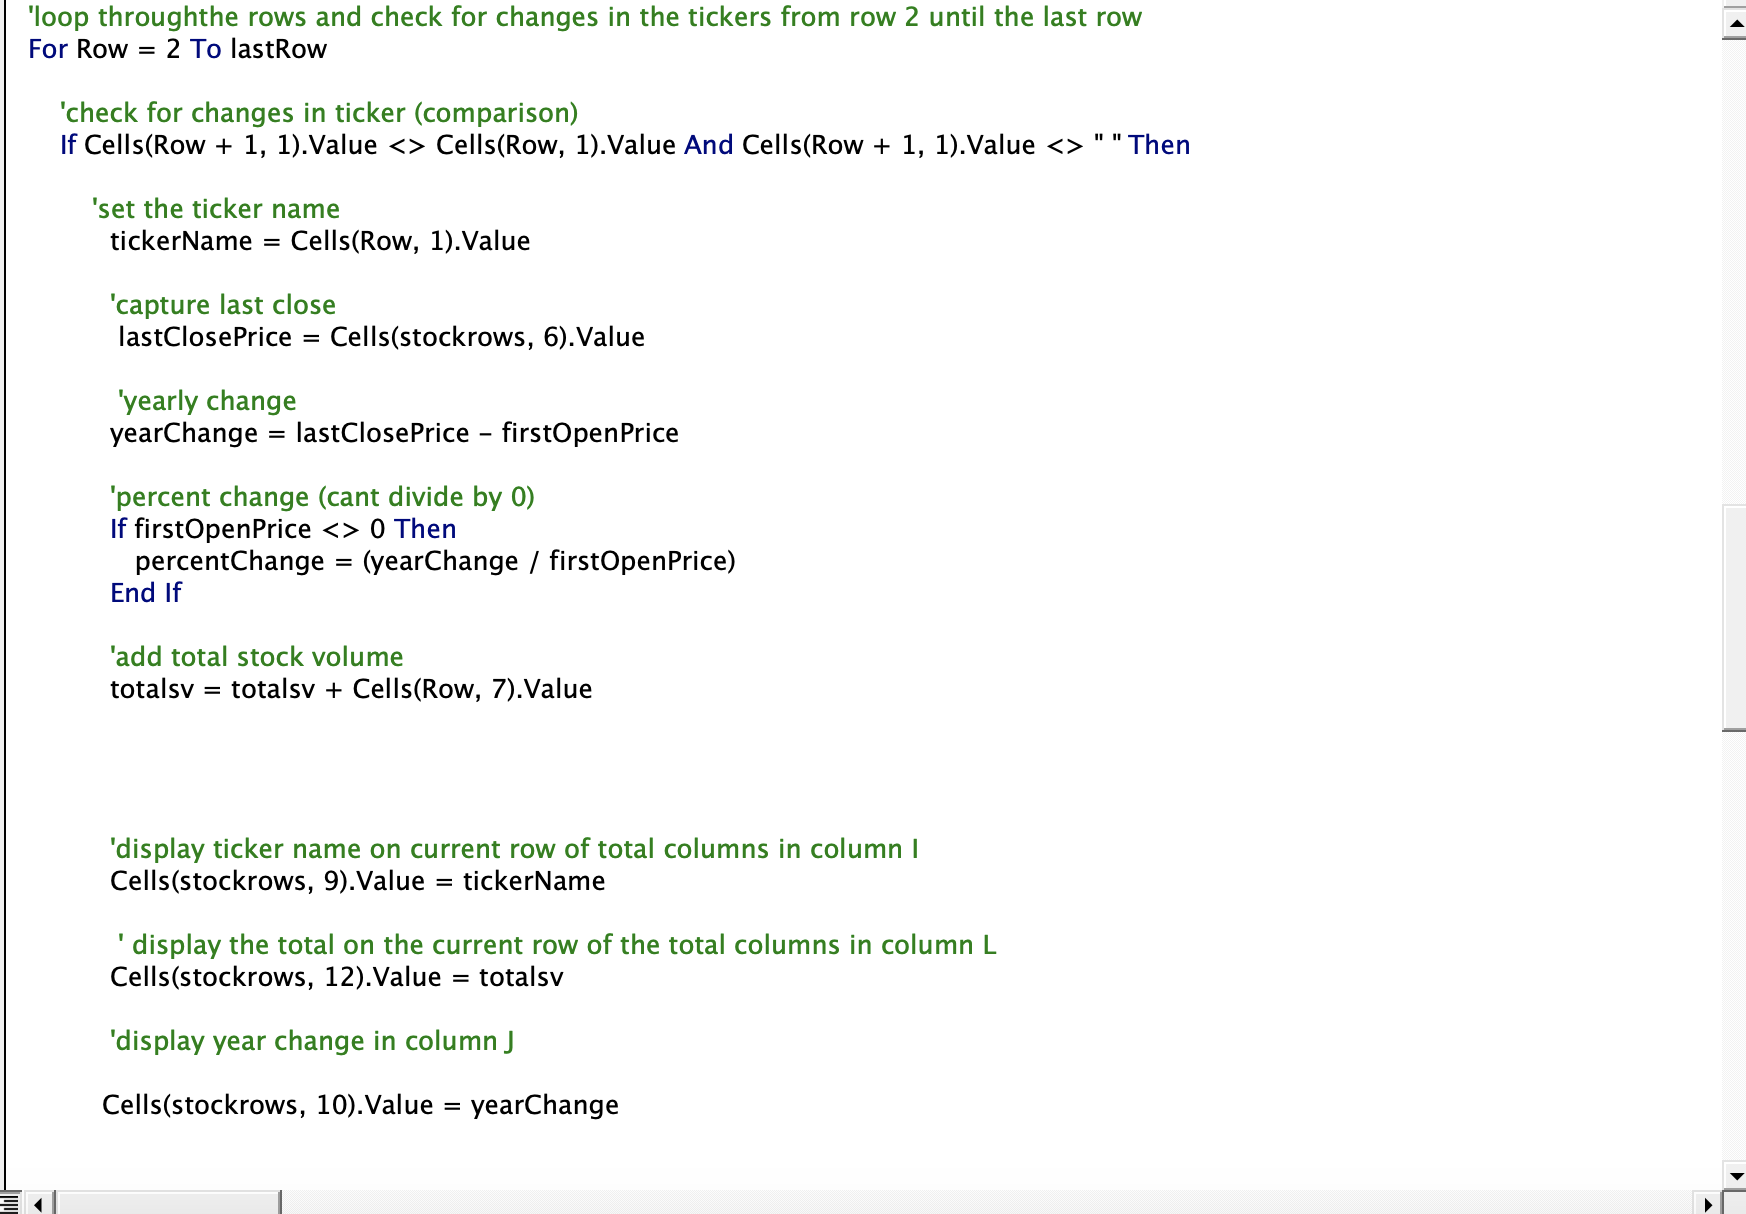 'loop throughthe rows and check for changes in the tickers from row 2 until the last row
For Row = 2 To lastRow
'check for changes in ticker (comparison)
If Cells(Row + 1, 1).Value <> Cells(Row, 1).Value And Cells(Row + 1, 1).Value <> " " Then
'set the ticker name
tickerName = Cells(Row, 1).Value
'capture last close
lastClosePrice = Cells(stockrows, 6).Value
'yearly change
yearChange = lastClosePrice - firstOpenPrice
'percent change (cant divide by 0)
If firstOpenPrice <> 0 Then
percentChange = (yearChange / firstOpenPrice)
End If
'add total stock volume
totalsv = totalsv + Cells(Row, 7).Value
'display ticker name on current row of total columns in column I
Cells(stockrows, 9).Value = tickerName
' display the total on the current row of the total columns in column L
Cells(stockrows, 12).Value = totalsv
'display year change in column J
Cells(stockrows, 10).Value = yearChange